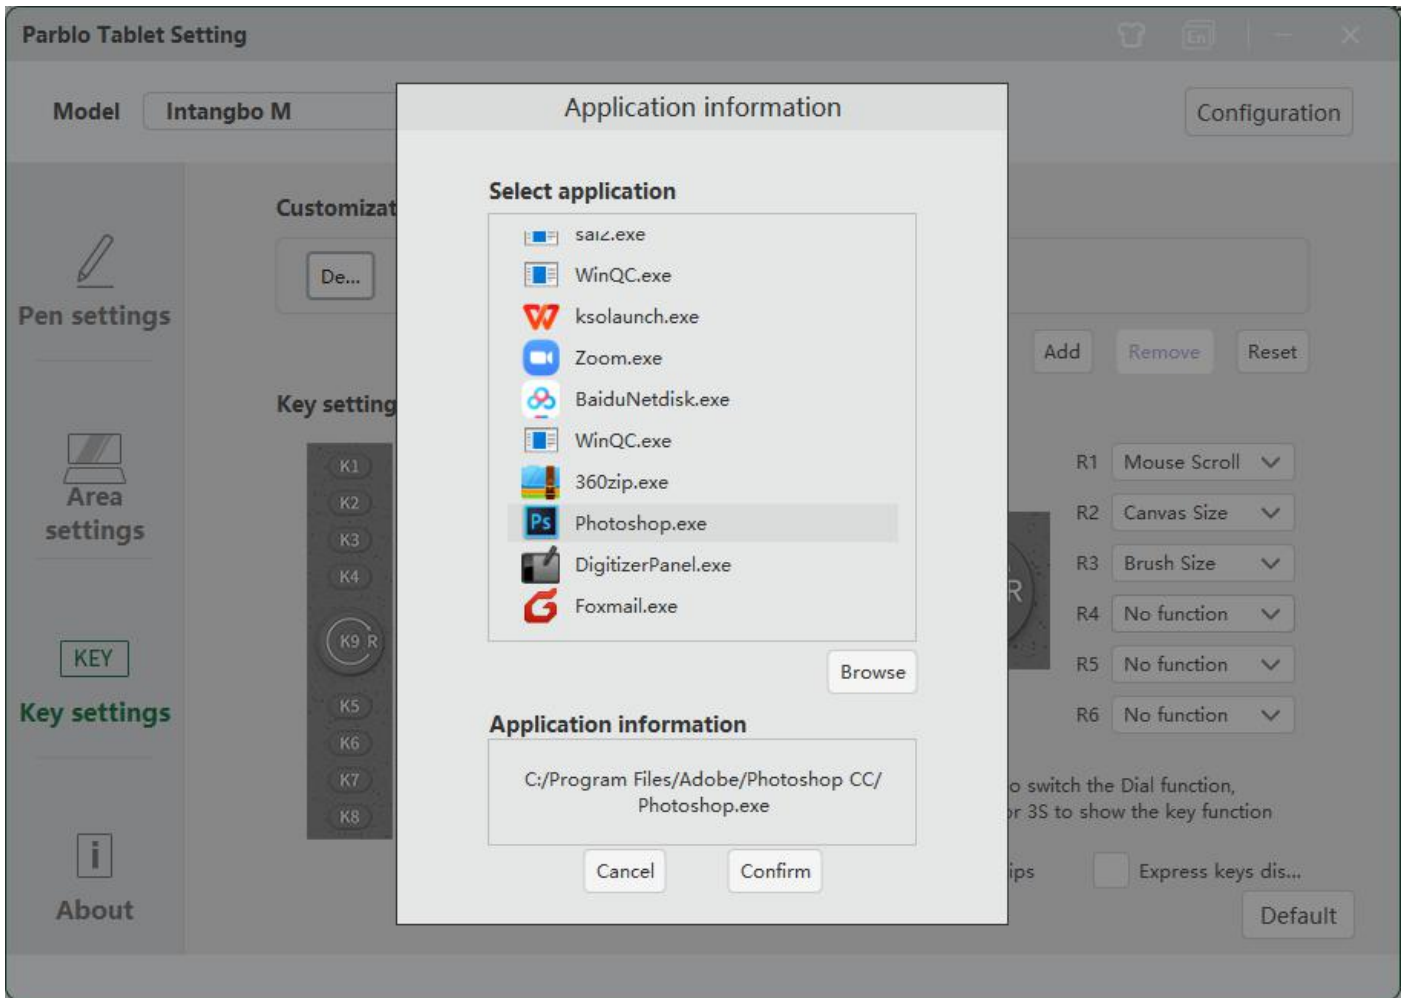 Parblo Tablet Setting
En
Model Intangbo M
Configuration
Application information
Select application
sai2.exe
WinQC.exe
ksolaunch.exe
Zoom.exe
BaiduNetdisk.exe
WinQC.exe
360zip.exe
Ps Photoshop.exe
DigitizerPanel.exe
Foxmail.exe
Browse
Application information
C:/Program Files/Adobe/Photoshop CC/
Photoshop.exe
Cancel Confirm
Pen settings
Area
settings
KEY
Key settings
i
About
Customizat
De...
Add Remove Reset
Key setting
K1
K2
K3
K4
K9 R
K5
K6
K7
K8
R
R1 Mouse Scroll
R2 Canvas Size
R3 Brush Size
R4 No function
R5 No function
R6 No function
o switch the Dial function,
or 3S to show the key function
ips Express keys dis...
Default